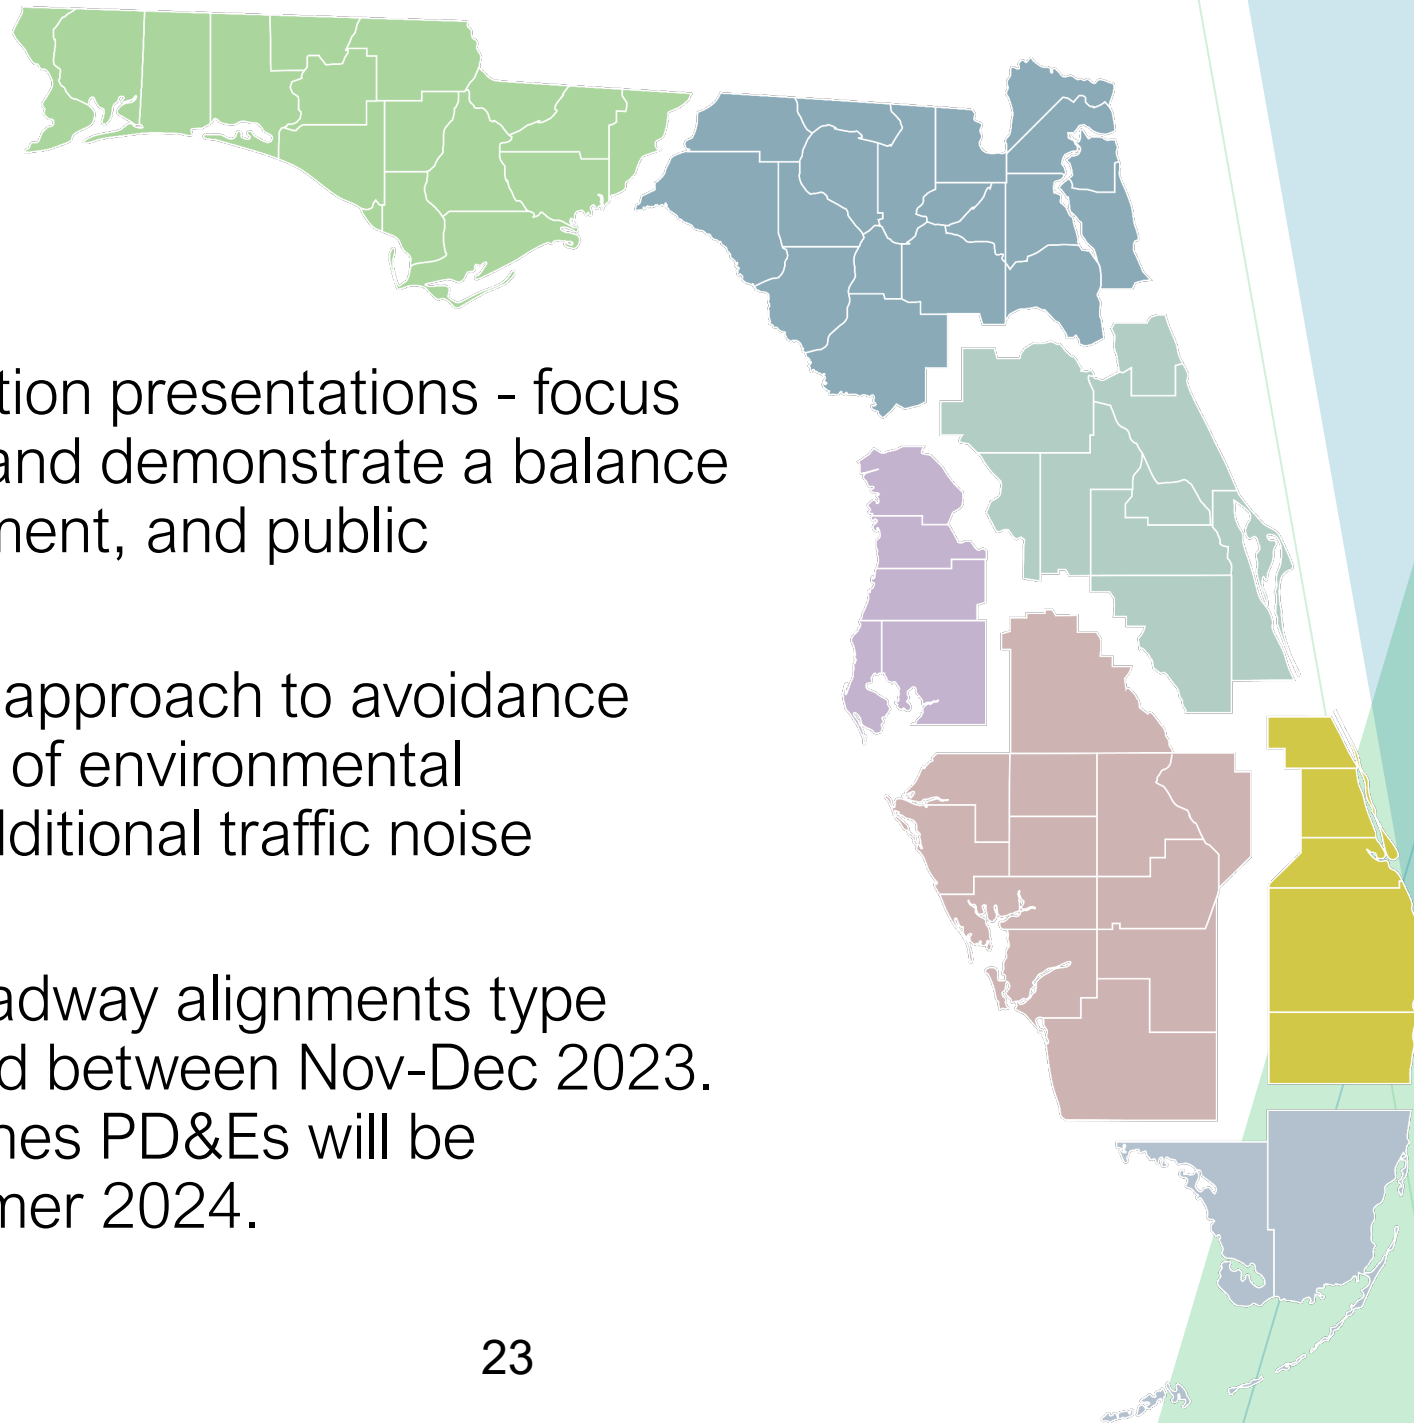 tion presentations - focus
and demonstrate a balance
ment, and public
approach to avoidance
of environmental
dditional traffic noise
adway alignments type
d between Nov-Dec 2023.
nes PD&Es will be
mer 2024.
23